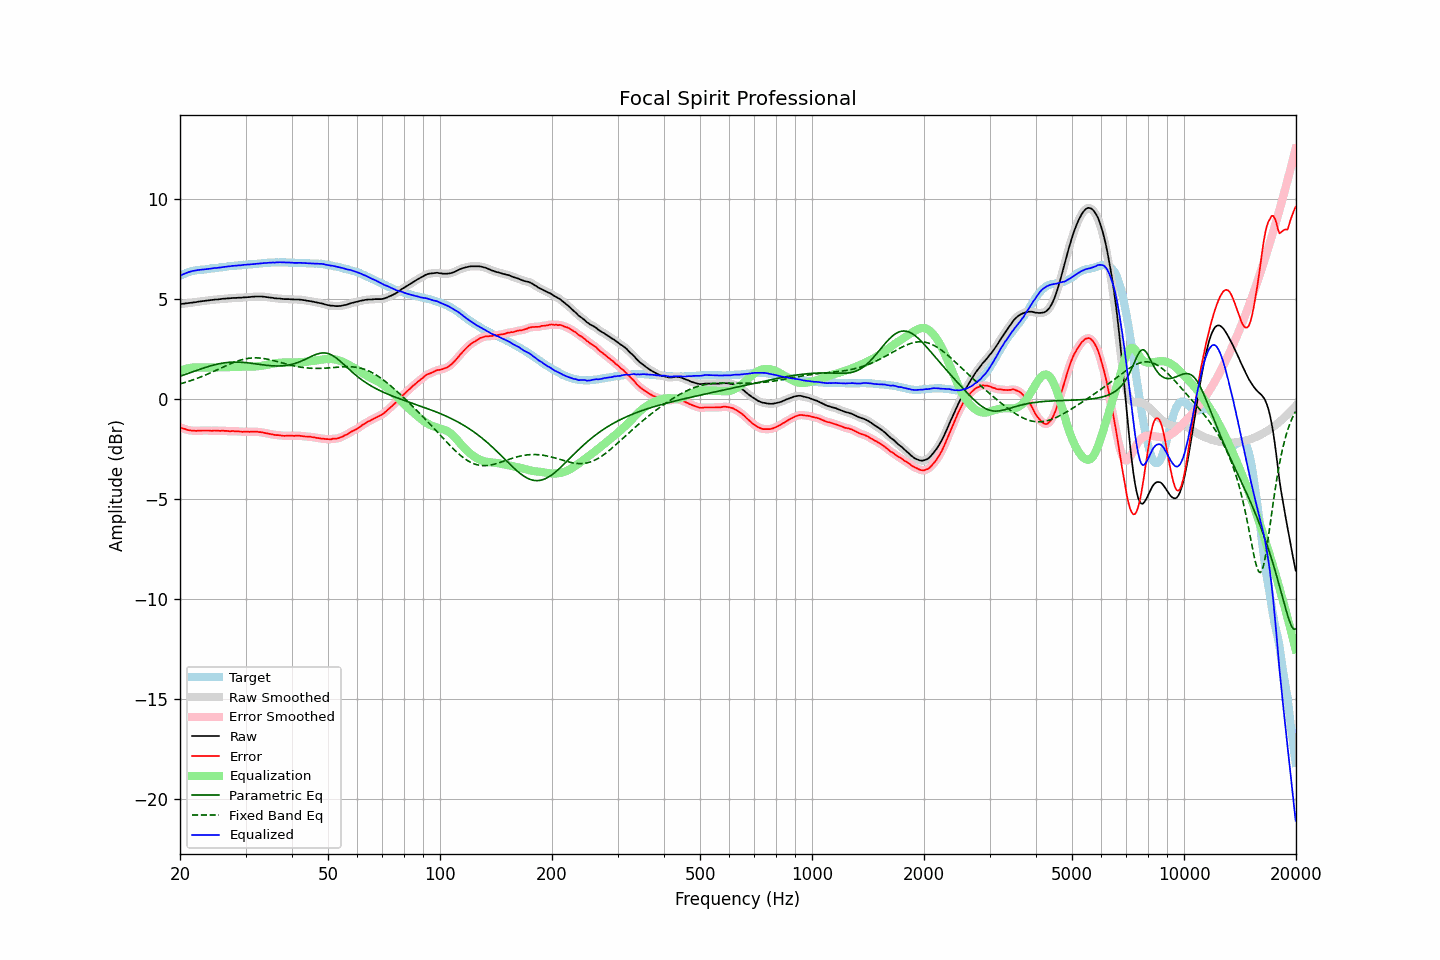 Focal Spirit Professional
Amplitude (dBr)
10
5
0
−5
−10
−15
−20
Target
Raw Smoothed
Error Smoothed
Raw
Error
Equalization
Parametric Eq
Fixed Band Eq
Equalized
20 50 100 200 500 1000 2000 5000 10000 20000
Frequency (Hz)